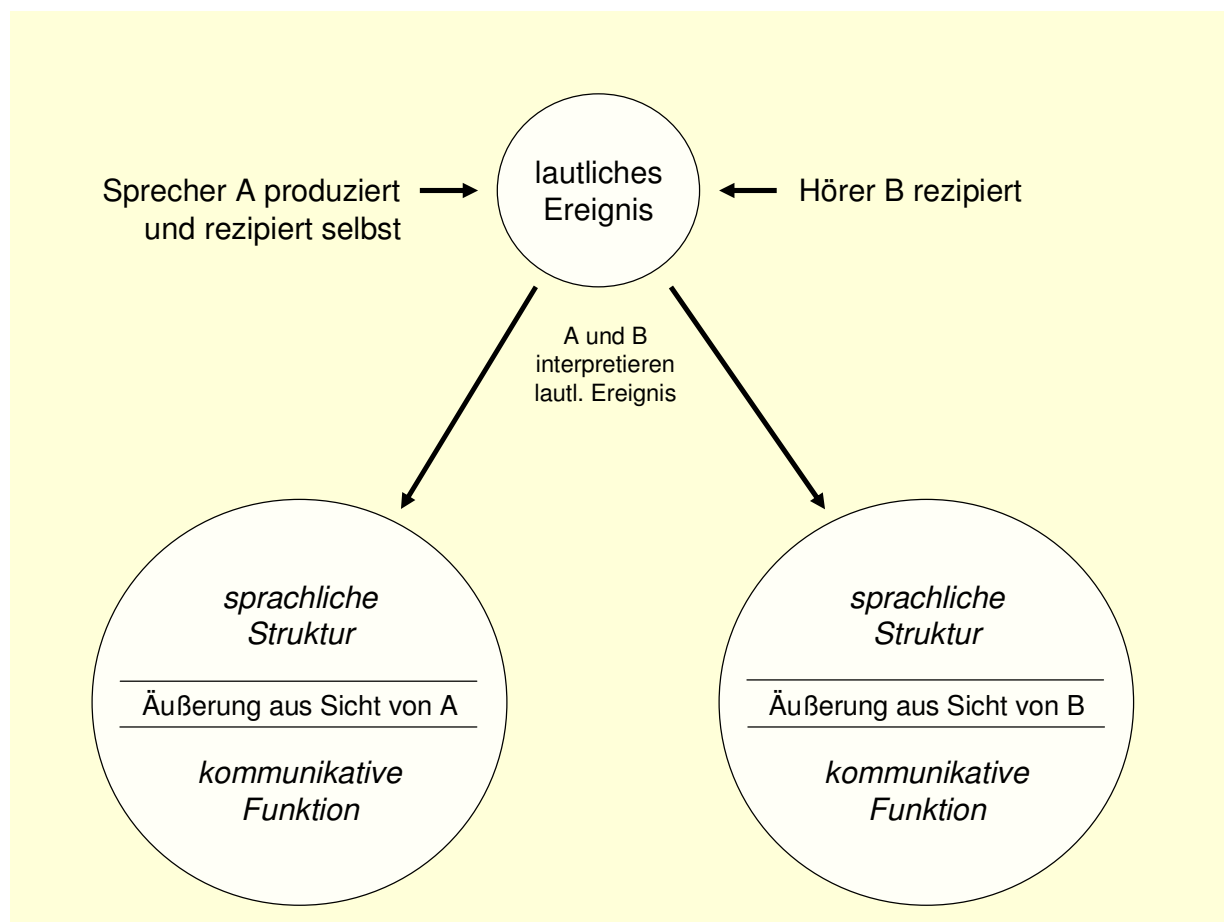 lautliches
Ereignis
Sprecher A produziert
und rezipiert selbst
Hörer B rezipiert
A und B
interpretieren
lautl. Ereignis
sprachliche
Struktur
Äußerung aus Sicht von A
kommunikative
Funktion
sprachliche
Struktur
Äußerung aus Sicht von B
kommunikative
Funktion